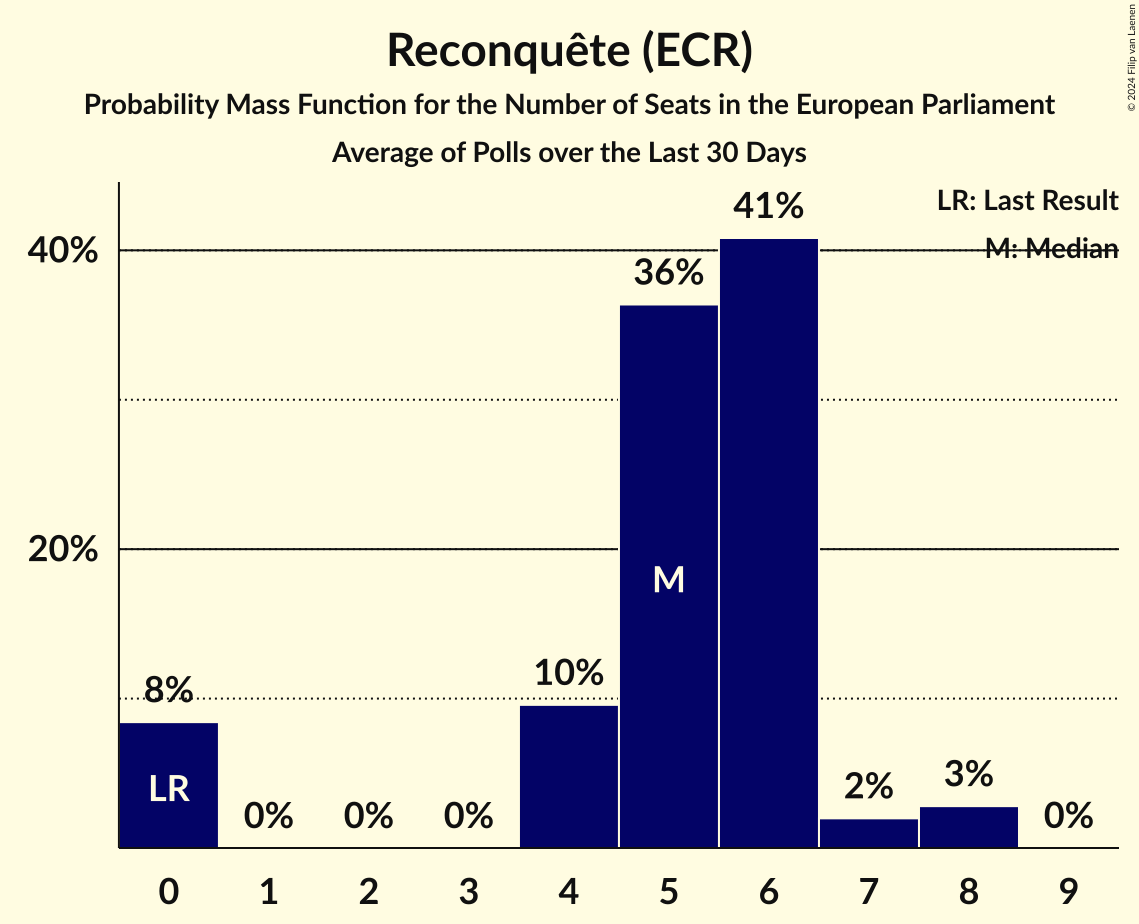 Reconquête (ECR)
Probability Mass Function for the Number of Seats in the European Parliament
Average of Polls over the Last 30 Days
© 2024 Filip van Laenen
LR: Last Result
M: Median
40%
20%
8%
0%
0%
0%
10%
36%
41%
2%
3%
0%
LR
M
0 1 2 3 4 5 6 7 8 9